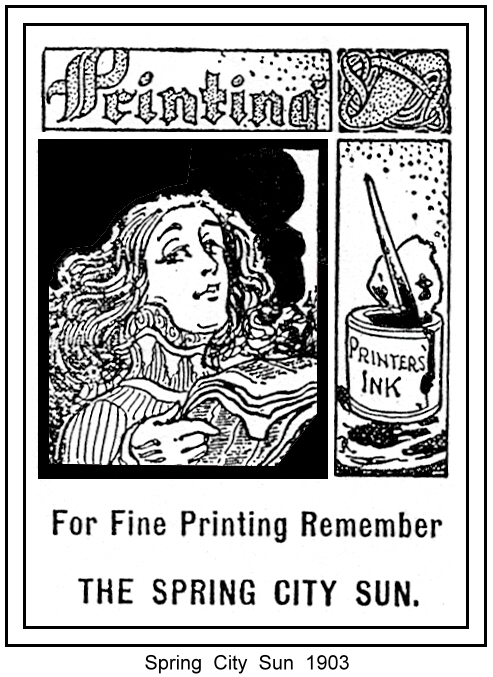 Printing
PRINTERS'
INK
For Fine Printing Remember
THE SPRING CITY SUN.
Spring City Sun 1903